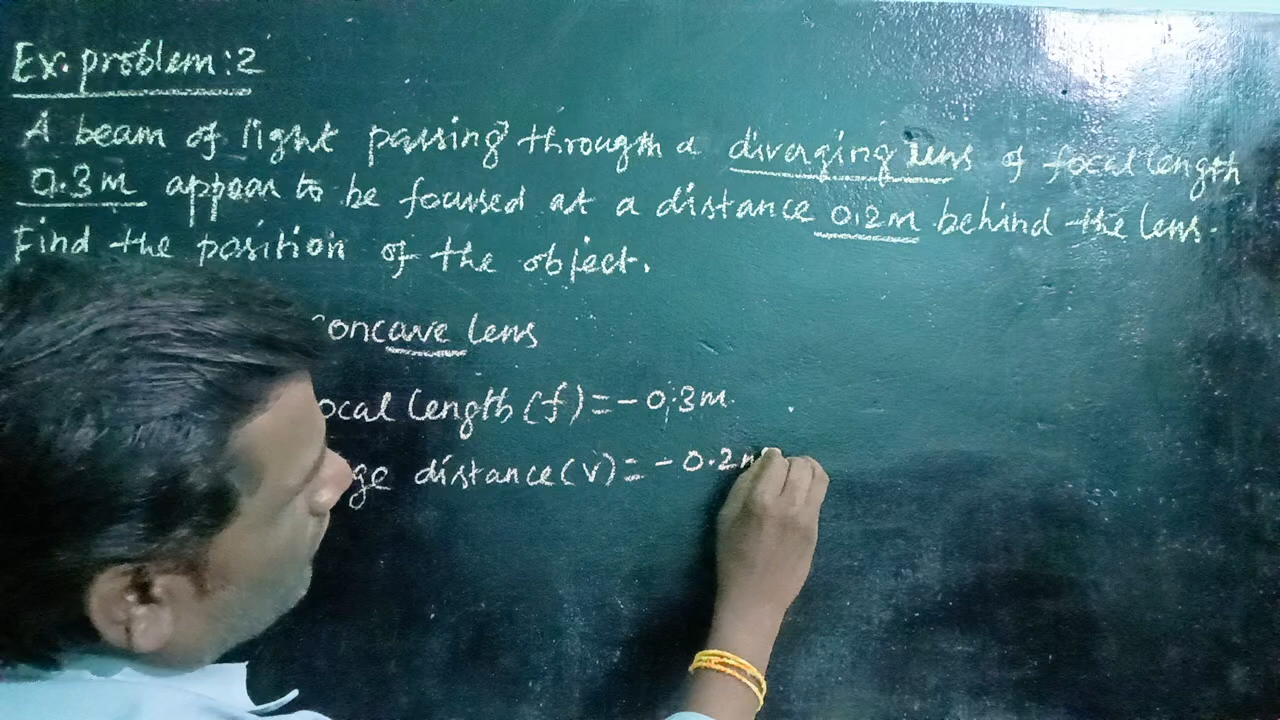 Ex. problem: 2
A beam of light passing through a diverging lens of focal length
0.3m appear to be focused at a distance 0.2m behind the lens.
Find the position of the object.
concave lens
ocal length (f) = -0.3m.
ge distance (v) = -0.2m